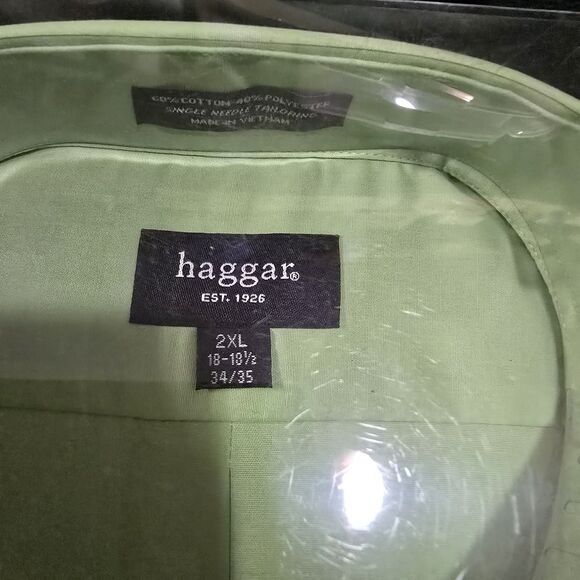 60% COTTON 40% POLYESTER
SINGLE NEEDLE TAILORING
MADE IN VIETNAM
haggar®
EST. 1926
2XL
18-18½
34/35